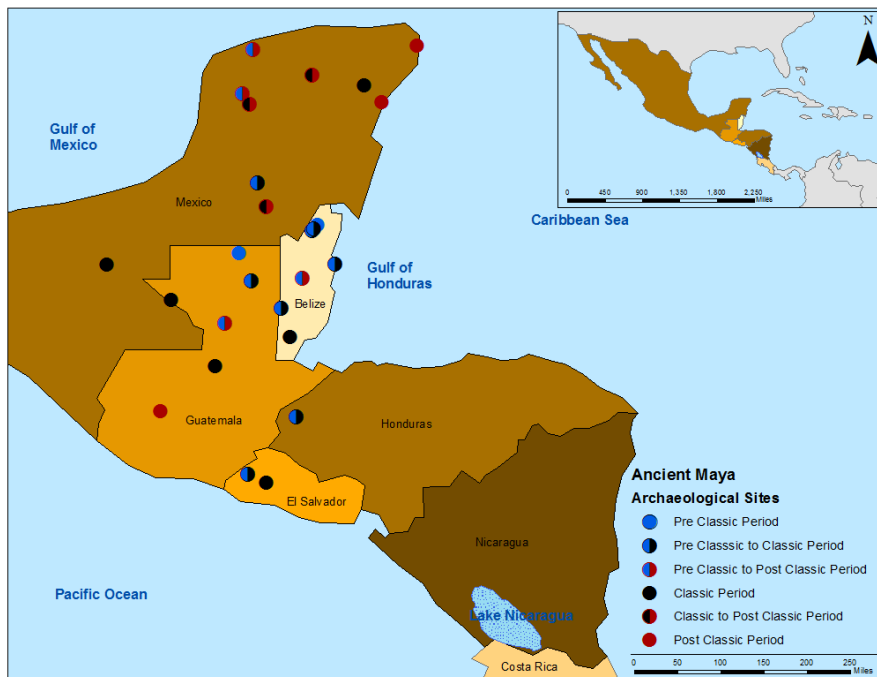 N
0 450 900 1,350 1,800 2,250
Miles
Gulf of
Mexico
Caribbean Sea
Mexico
Gulf of
Honduras
Belize
Guatemala
Honduras
El Salvador
Nicaragua
Pacific Ocean
Lake Nicaragua
Costa Rica
Ancient Maya
Archaeological Sites
Pre Classic Period
Pre Classsic to Classic Period
Pre Classic to Post Classic Period
Classic Period
Classic to Post Classic Period
Post Classic Period
0 50 100 150 200 250
Miles